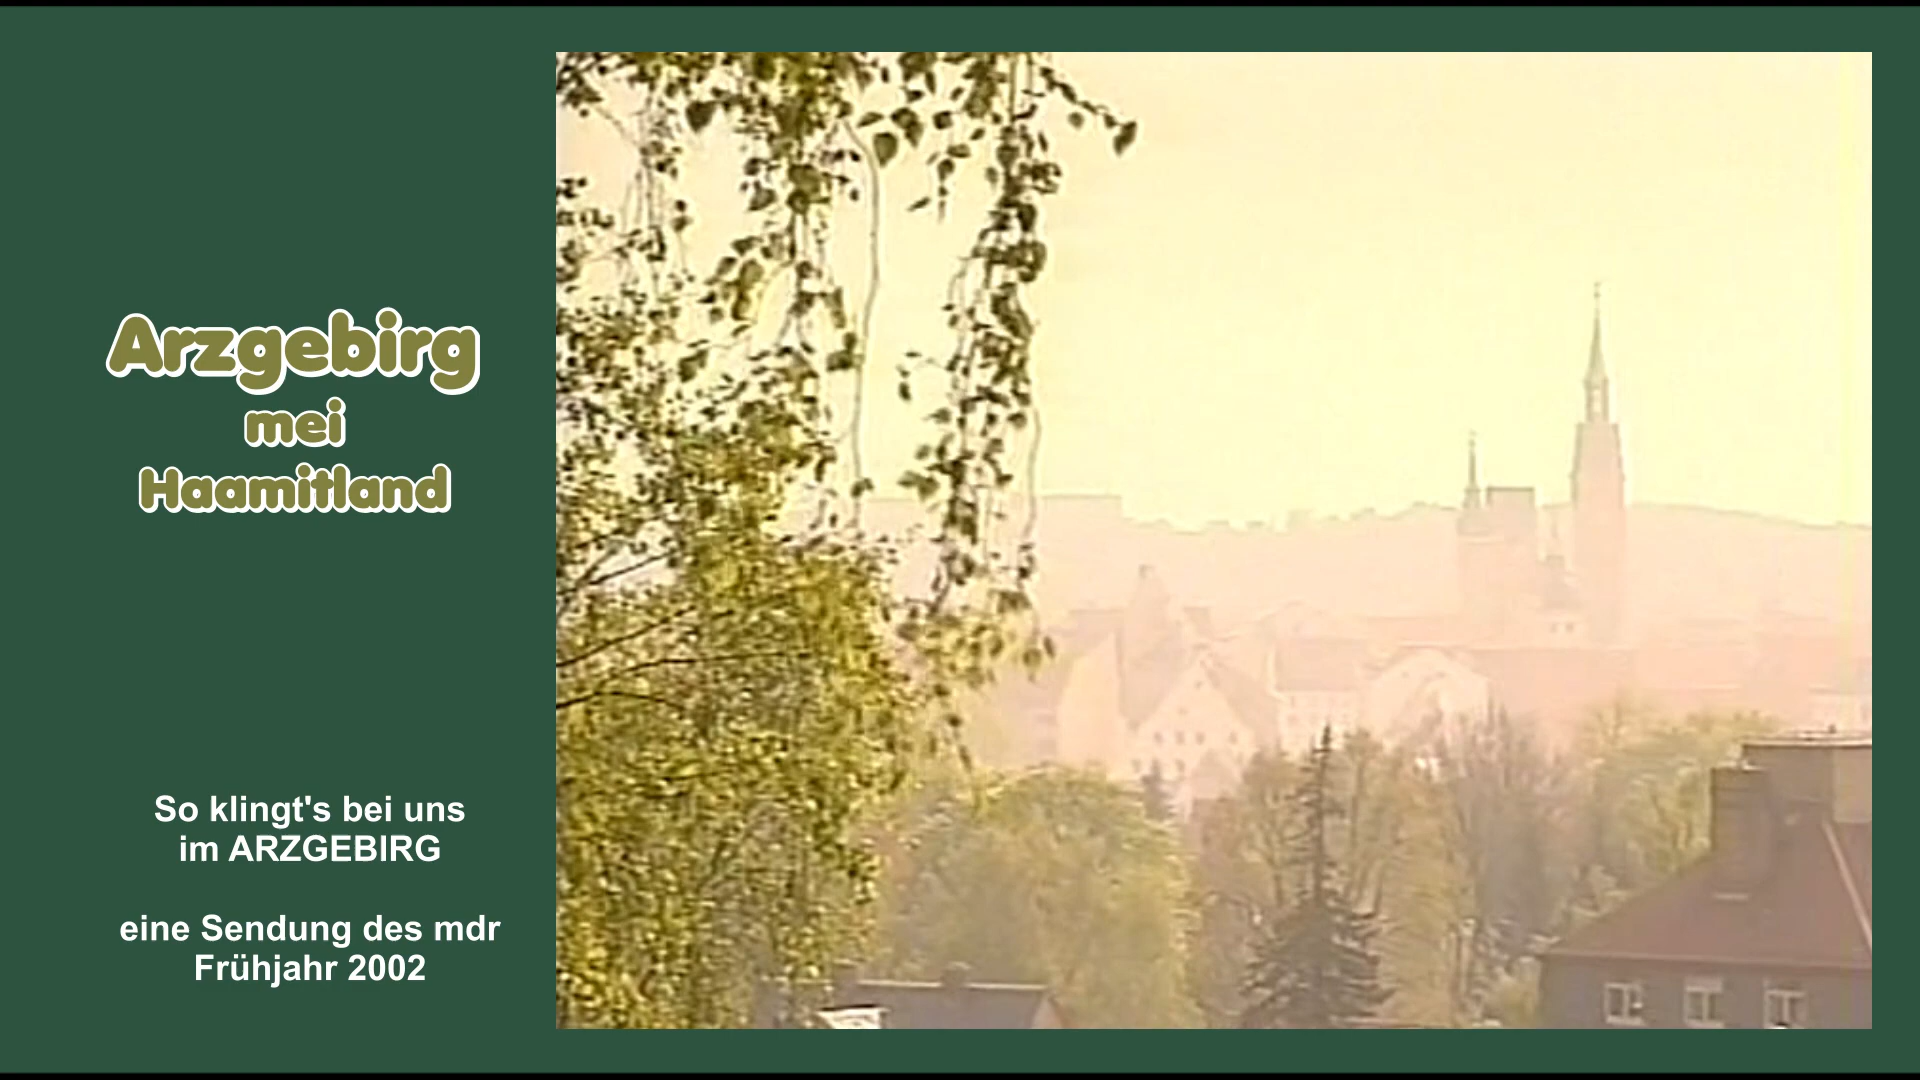 Arzgebirg
mei
Haamitland
So klingt's bei uns
im ARZGEBIRG
eine Sendung des mdr
Frühjahr 2002